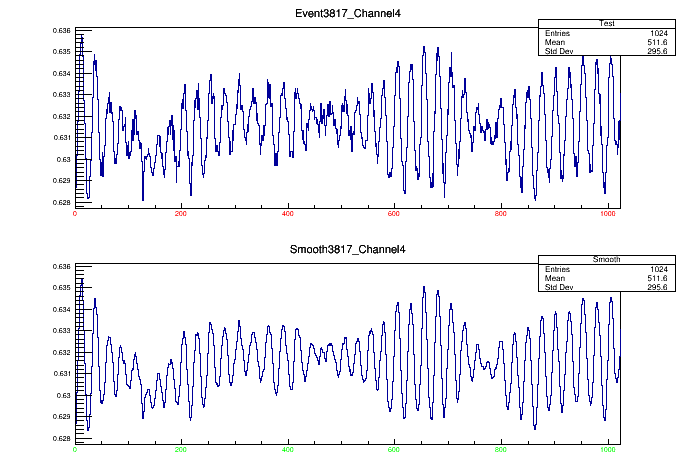 Event3817_Channel4
Test
Entries 1024
Mean 511.6
Std Dev 295.6
0.636
0.635
0.634
0.633
0.632
0.631
0.63
0.629
0.628
0 200 400 600 800 1000
Smooth3817_Channel4
Smooth
Entries 1024
Mean 511.6
Std Dev 295.6
0.636
0.635
0.634
0.633
0.632
0.631
0.63
0.629
0.628
0 200 400 600 800 1000